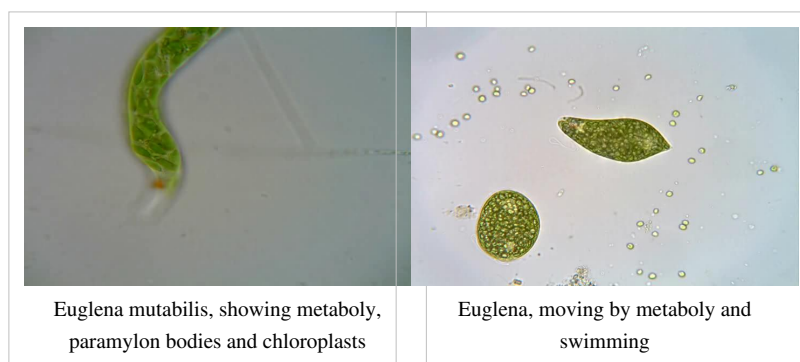 Euglena mutabilis, showing metaboly,
paramylon bodies and chloroplasts
Euglena, moving by metaboly and
swimming